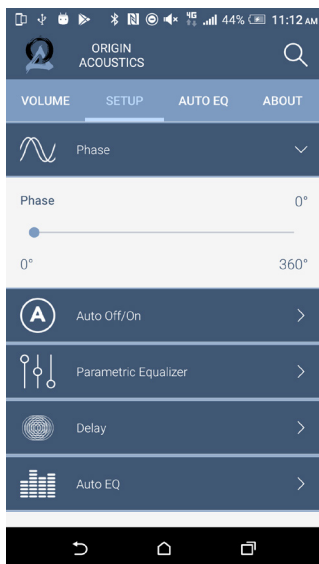 4G 44% 11:12 AM
ORIGIN
ACOUSTICS
VOLUME SETUP AUTO EQ ABOUT
Phase
Phase 0°
0° 360°
A Auto Off/On
Parametric Equalizer
Delay
Auto EQ